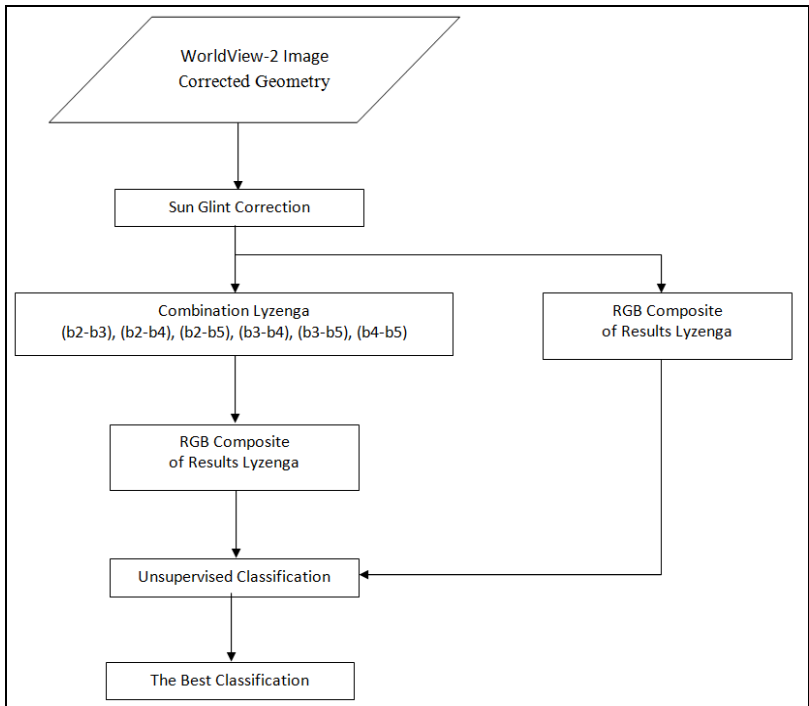 WorldView-2 Image
Corrected Geometry
Sun Glint Correction
Combination Lyzenga
(b2-b3), (b2-b4), (b2-b5), (b3-b4), (b3-b5), (b4-b5)
RGB Composite
of Results Lyzenga
RGB Composite
of Results Lyzenga
Unsupervised Classification
The Best Classification